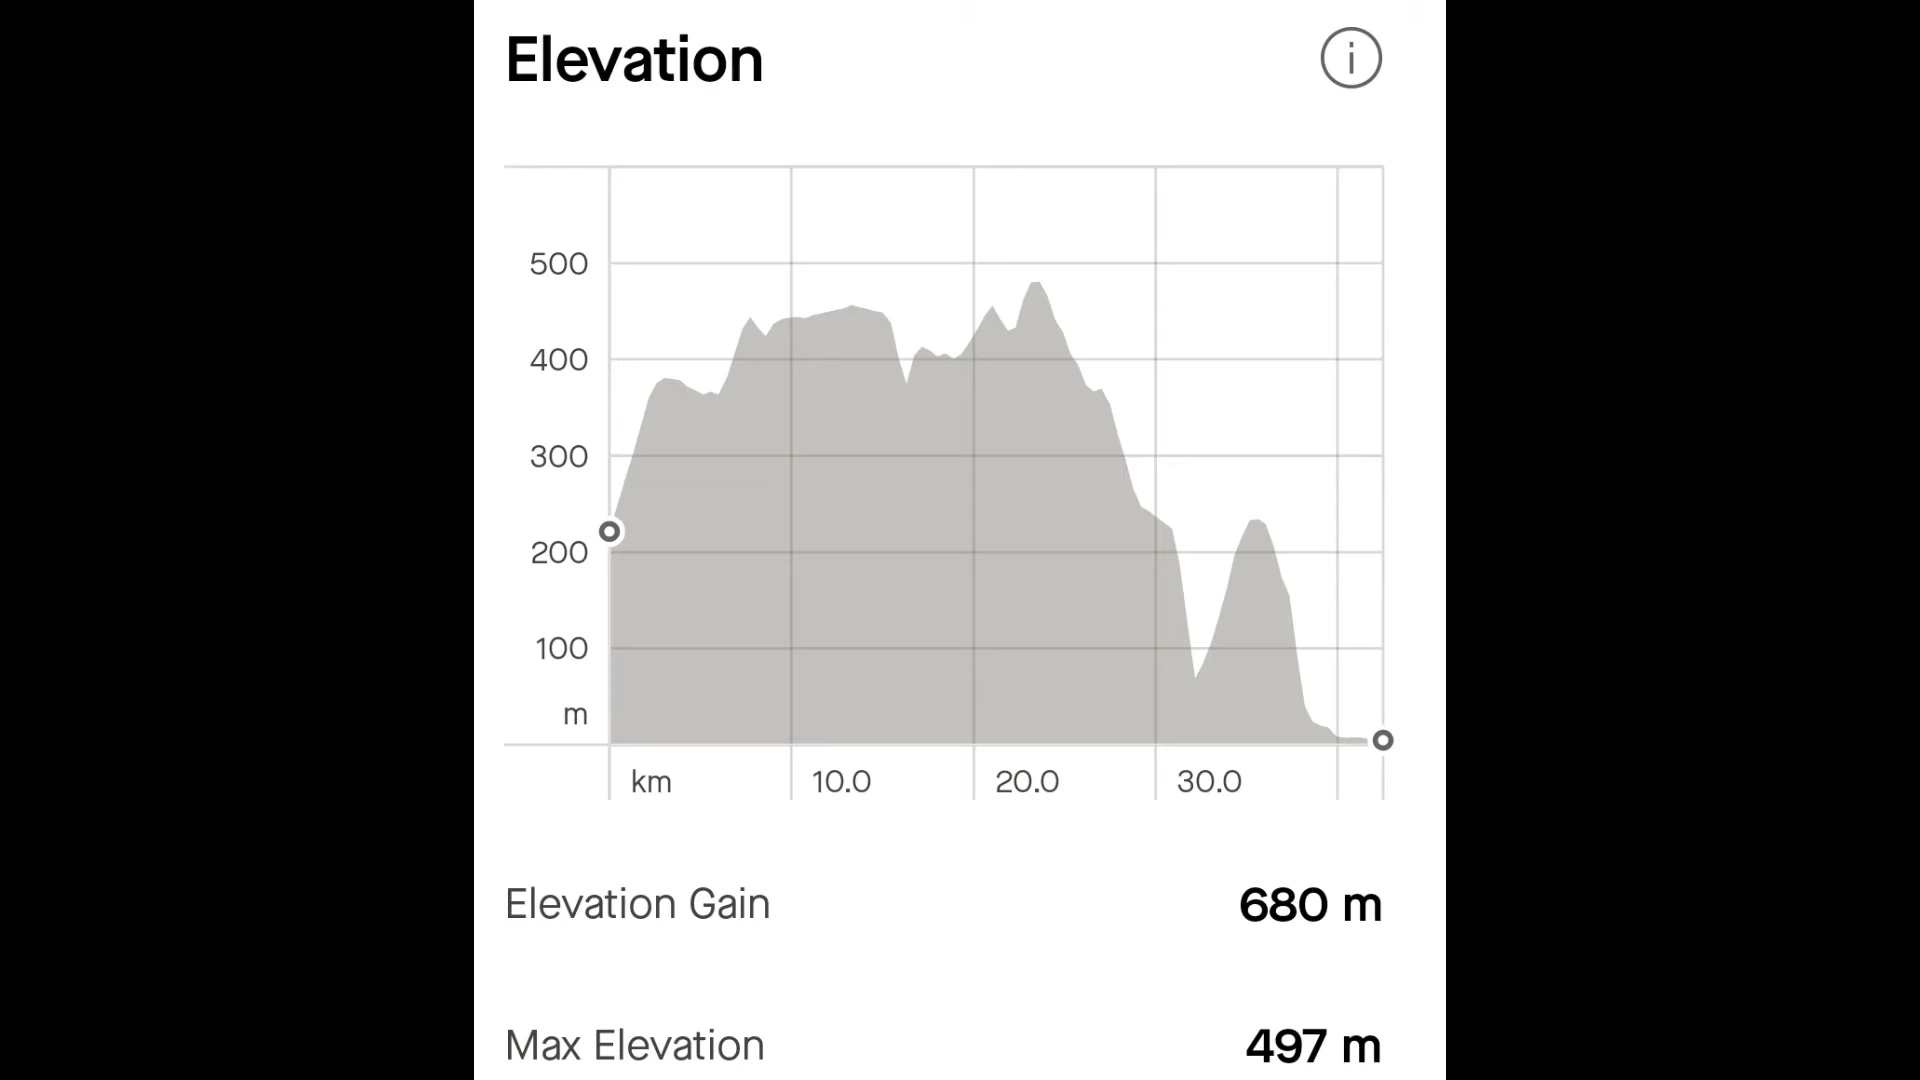 Elevation
i
500
400
300
200
100
m
km 10.0 20.0 30.0
Elevation Gain 680 m
Max Elevation 497 m